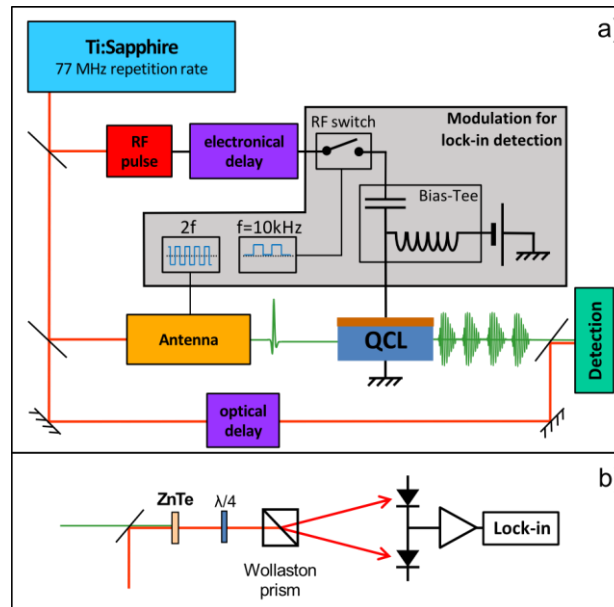 a)
Ti:Sapphire
77 MHz repetition rate
RF switch
Modulation for
lock-in detection
RF
pulse
electronical
delay
Bias-Tee
2f
f=10kHz
Antenna
QCL
Detection
optical
delay
b
ZnTe
λ/4
Wollaston
prism
Lock-in